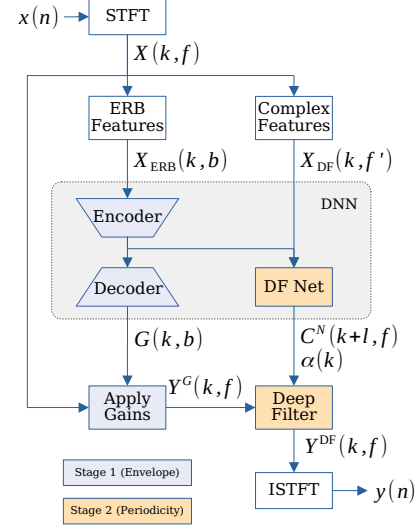 x(n)
STFT
X(k,f)
ERB
Features
Complex
Features
X_ERB(k,b)
X_DF(k,f')
DNN
Encoder
Decoder
DF Net
G(k,b)
C^N(k+l,f)
α(k)
Apply
Gains
Y^G(k,f)
Deep
Filter
Y^DF(k,f)
Stage 1 (Envelope)
ISTFT
y(n)
Stage 2 (Periodicity)